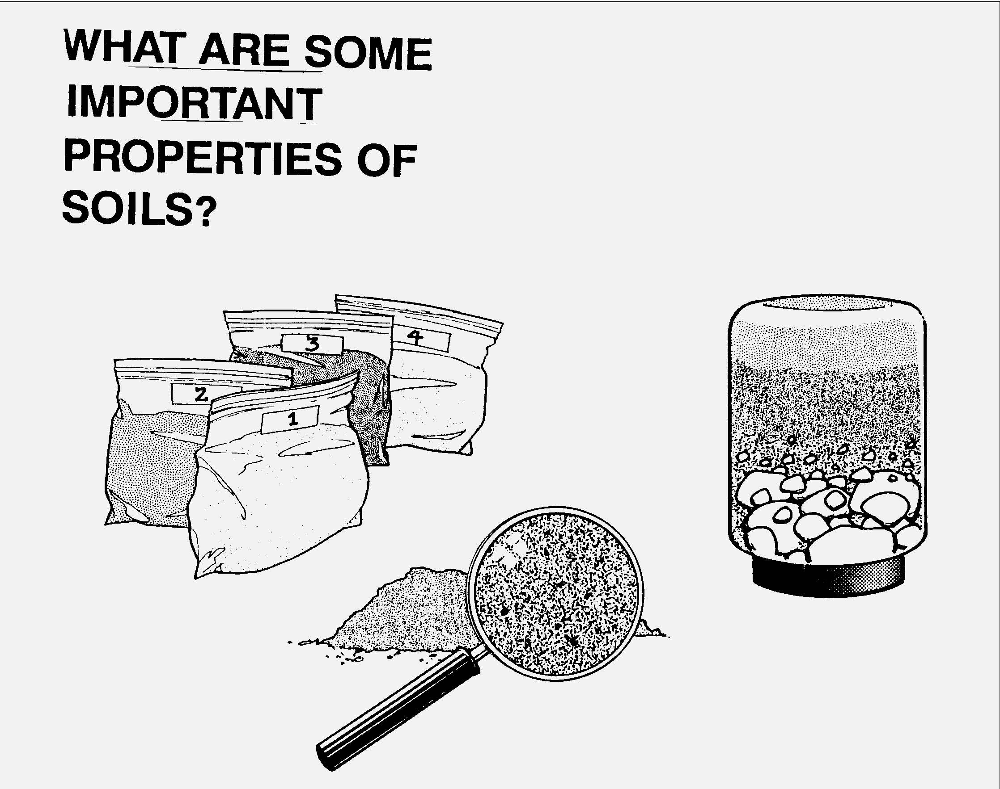 WHAT ARE SOME
IMPORTANT
PROPERTIES OF
SOILS?
3
4
2
1